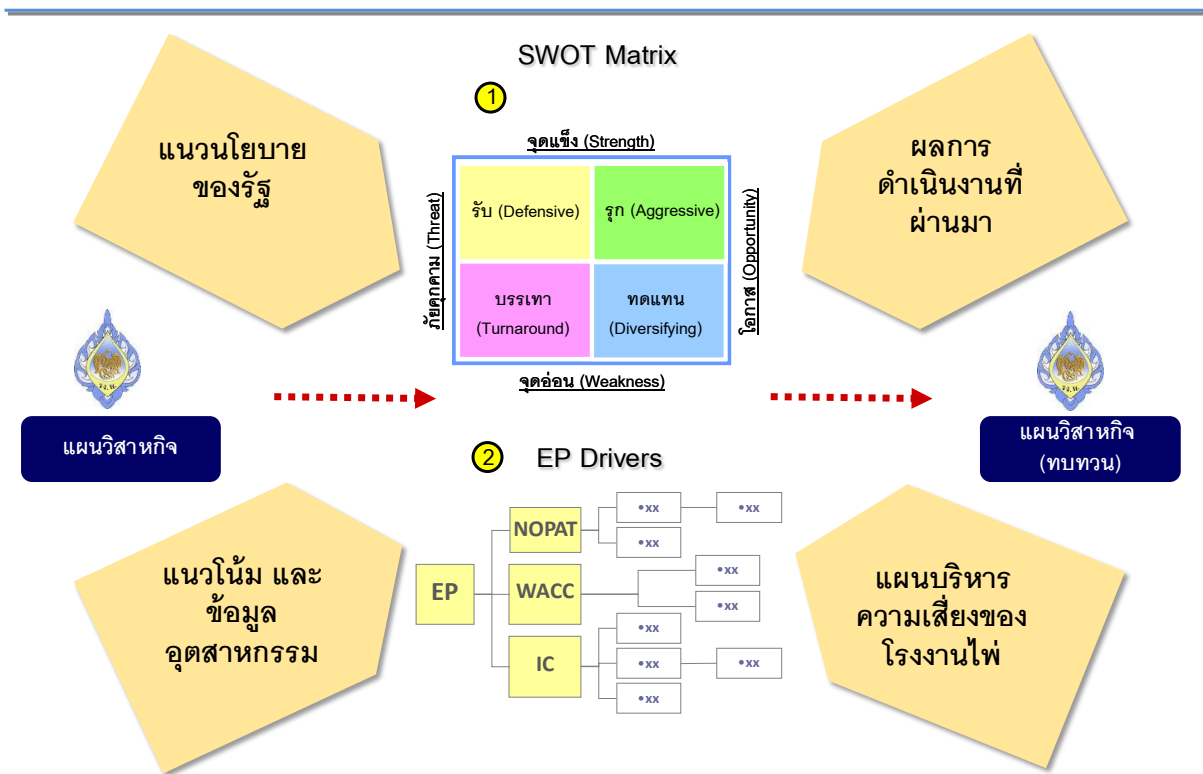 SWOT Matrix
1
แนวนโยบาย
ของรัฐ
ผลการ
ดำเนินงานที่
ผ่านมา
จุดแข็ง (Strength)
ภัยคุกคาม (Threat)
รับ (Defensive)
รุก (Aggressive)
โอกาส (Opportunity)
บรรเทา
(Turnaround)
ทดแทน
(Diversifying)
จุดอ่อน (Weakness)
ร.ง.พ.
ร.ง.พ.
แผนวิสาหกิจ
แผนวิสาหกิจ
(ทบทวน)
2
EP Drivers
แนวโน้ม และ
ข้อมูล
อุตสาหกรรม
แผนบริหาร
ความเสี่ยงของ
โรงงานไพ่
EP
NOPAT
•xx
•xx
•xx
WACC
•xx
•xx
IC
•xx
•xx
•xx
•xx